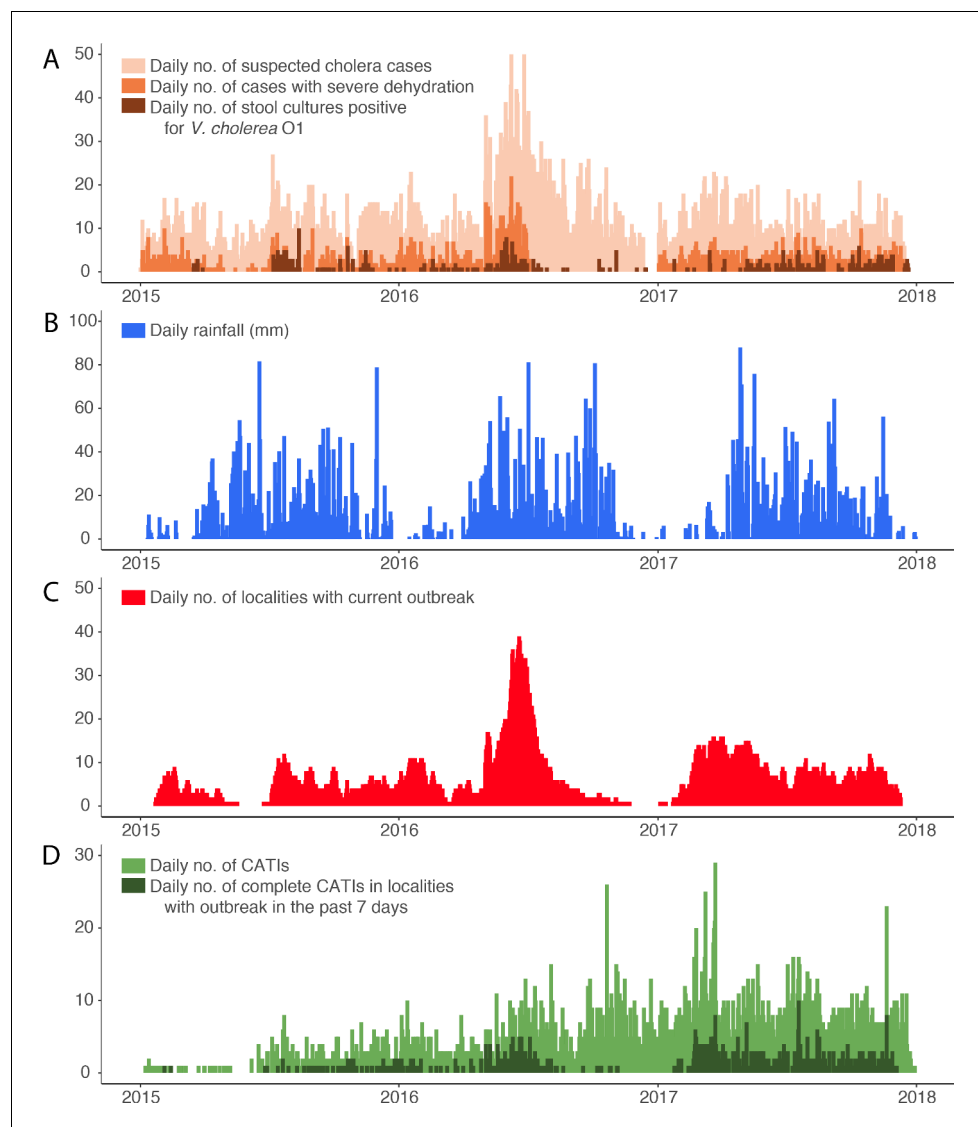 A
50
40
30
20
10
0
Daily no. of suspected cholera cases
Daily no. of cases with severe dehydration
Daily no. of stool cultures positive
for V. cholerea O1
2015 2016 2017 2018
B
100
80
60
40
20
0
Daily rainfall (mm)
2015 2016 2017 2018
C
50
40
30
20
10
0
Daily no. of localities with current outbreak
2015 2016 2017 2018
D
30
20
10
0
Daily no. of CATIs
Daily no. of complete CATIs in localities
with outbreak in the past 7 days
2015 2016 2017 2018